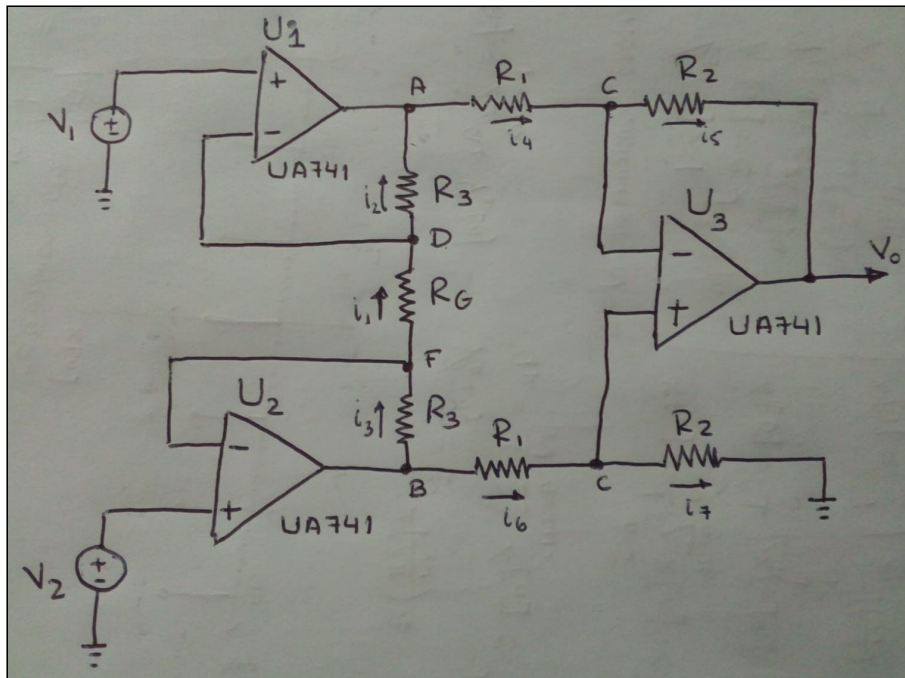 U1
V1
+
-
UA741
A
R1
i4
C
R2
i5
i2
R3
D
i1
RG
F
i3
R3
U3
-
+
UA741
Vo
U2
-
+
UA741
V2
+
-
B
R1
i6
C
R2
i7
+
-